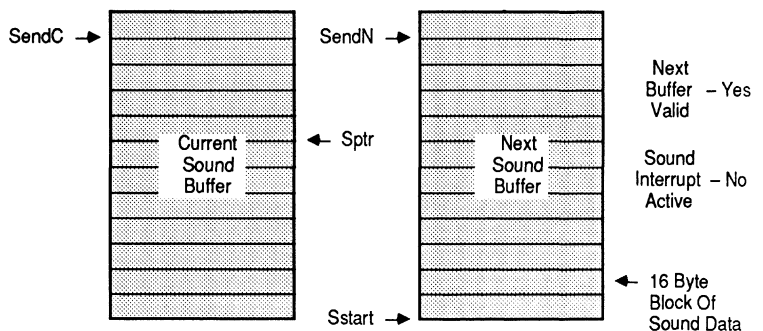 SendC
SendN
Current
Sound
Buffer
Sptr
Next
Sound
Buffer
Next
Buffer – Yes
Valid
Sound
Interrupt – No
Active
16 Byte
Block Of
Sound Data
Sstart